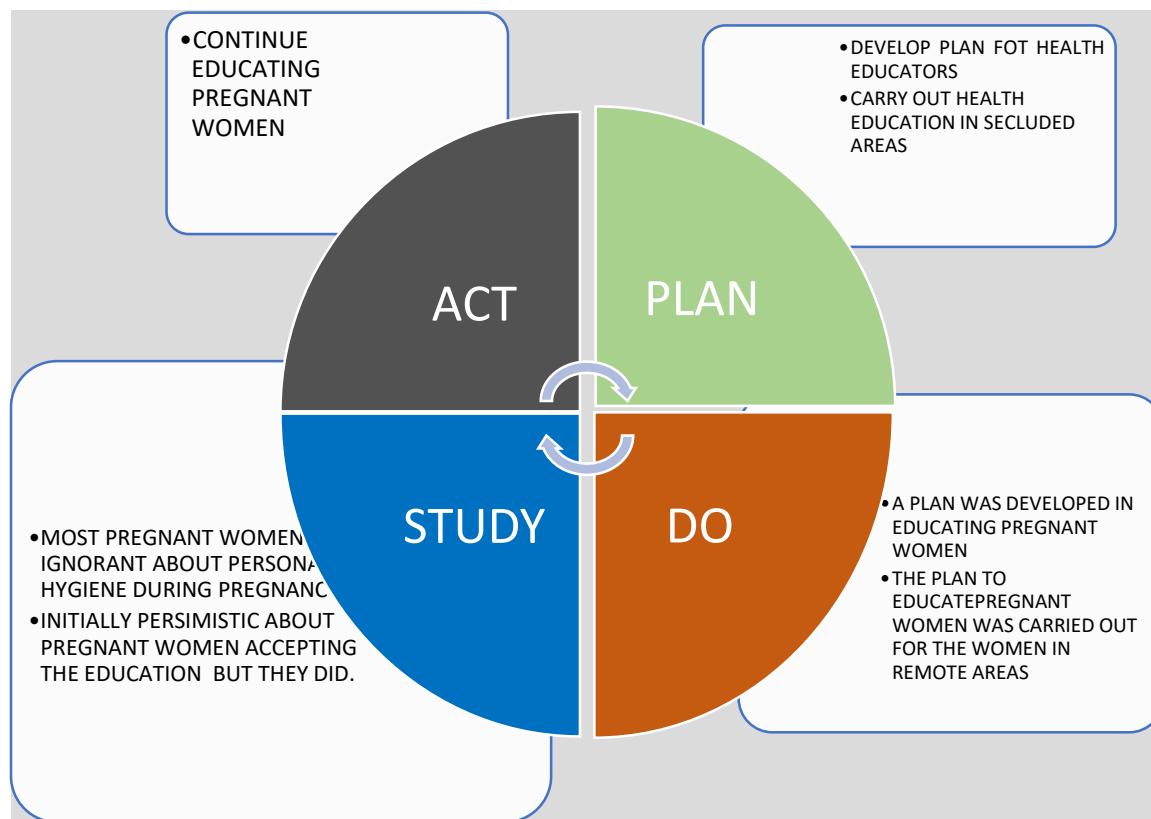 •CONTINUE
EDUCATING
PREGNANT
WOMEN
•DEVELOP PLAN FOT HEALTH
EDUCATORS
•CARRY OUT HEALTH
EDUCATION IN SECLUDED
AREAS
ACT
PLAN
STUDY
DO
•MOST PREGNANT WOMEN
IGNORANT ABOUT
HYGIENE DURING
•INITIALLY PERSIMISTIC ABOUT
PREGNANT WOMEN ACCEPTING
THE EDUCATION BUT THEY DID.
•A PLAN WAS DEVELOPED IN
EDUCATING PREGNANT
WOMEN
•THE PLAN TO
EDUCATEPREGNANT
WOMEN WAS CARRIED OUT
FOR THE WOMEN IN
REMOTE AREAS